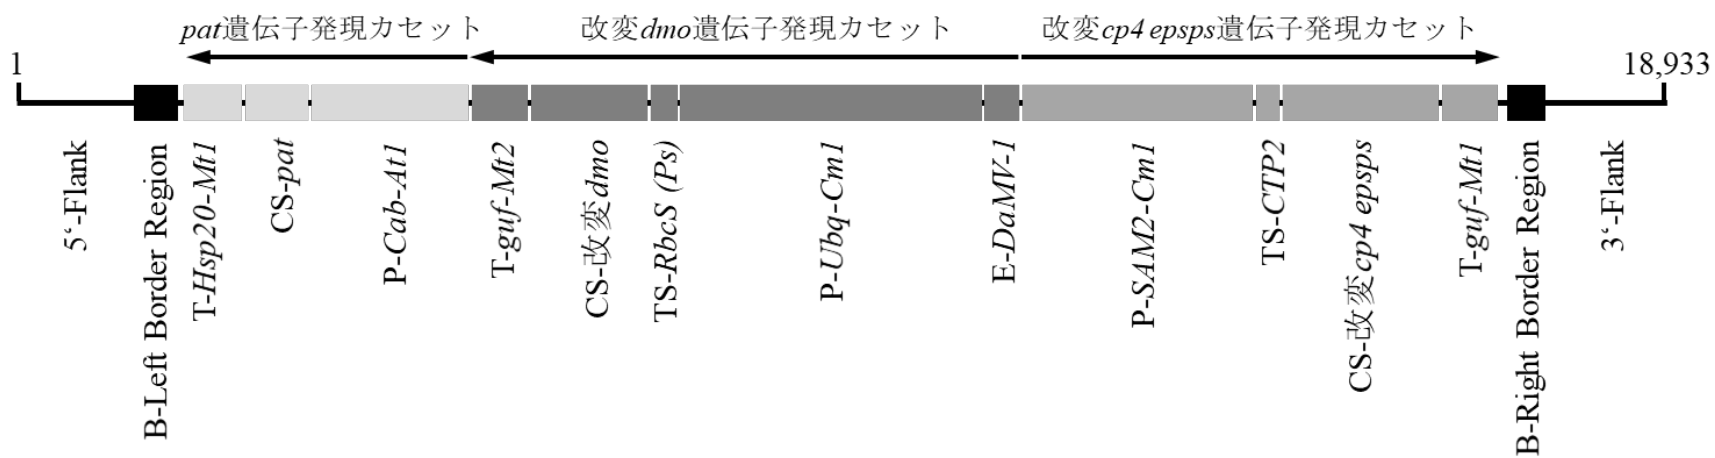 pat遺伝子発現カセット
改変dmo遺伝子発現カセット
改変cp4 epsps遺伝子発現カセット
1
18,933
5‘-Flank
B-Left Border Region
T-Hsp20-Mt1
CS-pat
P-Cab-At1
T-guf-Mt2
CS-改変dmo
TS-RbcS (Ps)
P-Ubq-Cm1
E-DaMV-1
P-SAM2-Cm1
TS-CTP2
CS-改変cp4 epsps
T-guf-Mt1
B-Right Border Region
3‘-Flank